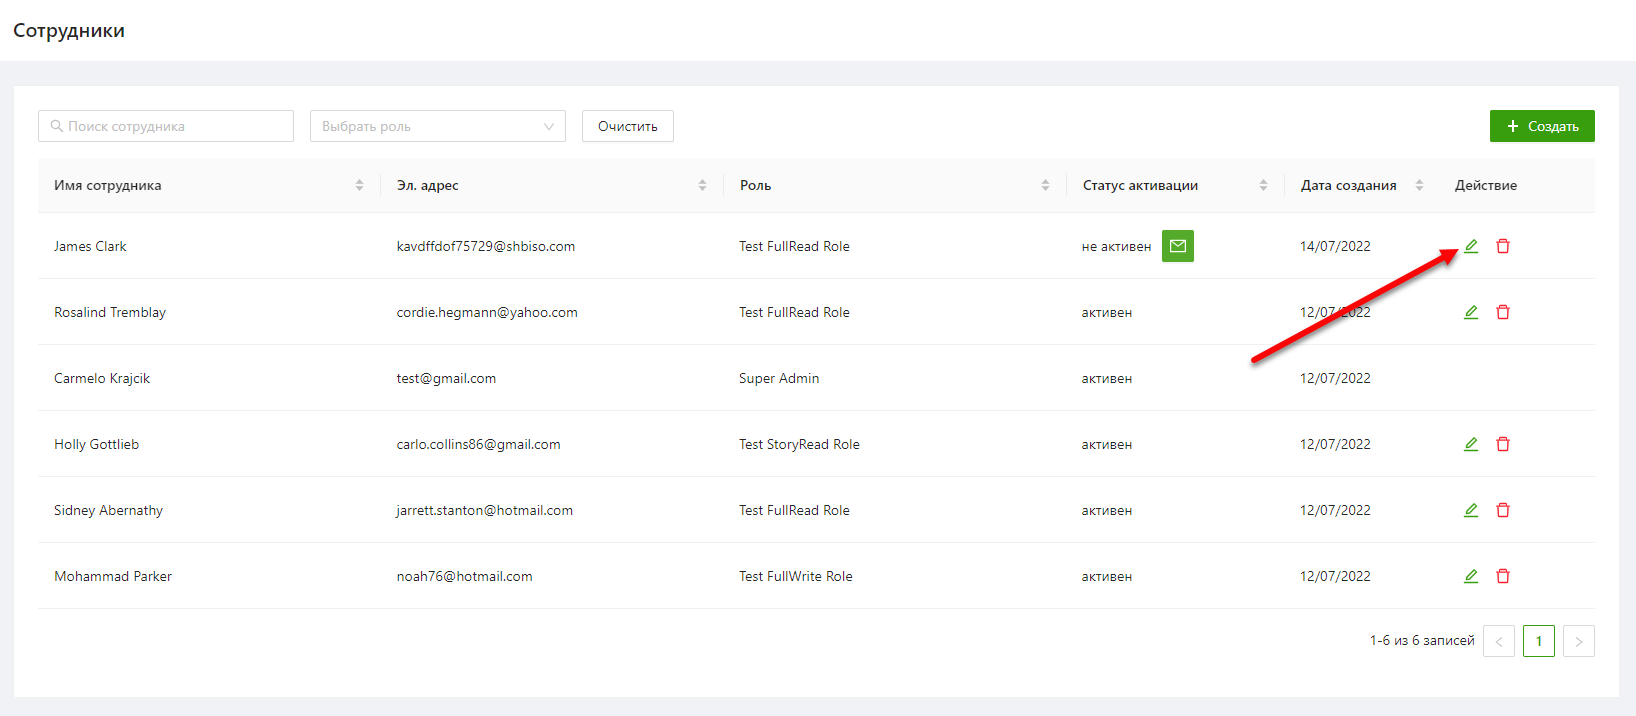 Сотрудники
Поиск сотрудника Выбрать роль Очистить + Создать
Имя сотрудника Эл. адрес Роль Статус активации Дата создания Действие
James Clark kavdffdof75729@shbiso.com Test FullRead Role не активен 14/07/2022
Rosalind Tremblay cordie.hegmann@yahoo.com Test FullRead Role активен 12/07/2022
Carmelo Krajcik test@gmail.com Super Admin активен 12/07/2022
Holly Gottlieb carlo.collins86@gmail.com Test StoryRead Role активен 12/07/2022
Sidney Abernathy jarrett.stanton@hotmail.com Test FullRead Role активен 12/07/2022
Mohammad Parker noah76@hotmail.com Test FullWrite Role активен 12/07/2022
1-6 из 6 записей < 1 >